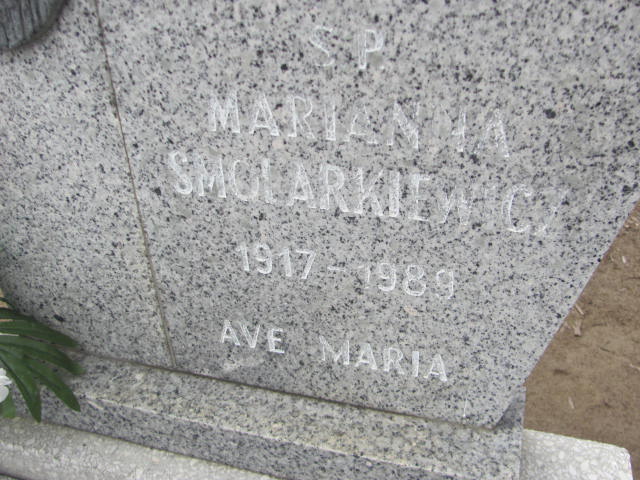 S.P.
MARIANNA
SMOLARKIEWICZ
1917-1989
AVE MARIA